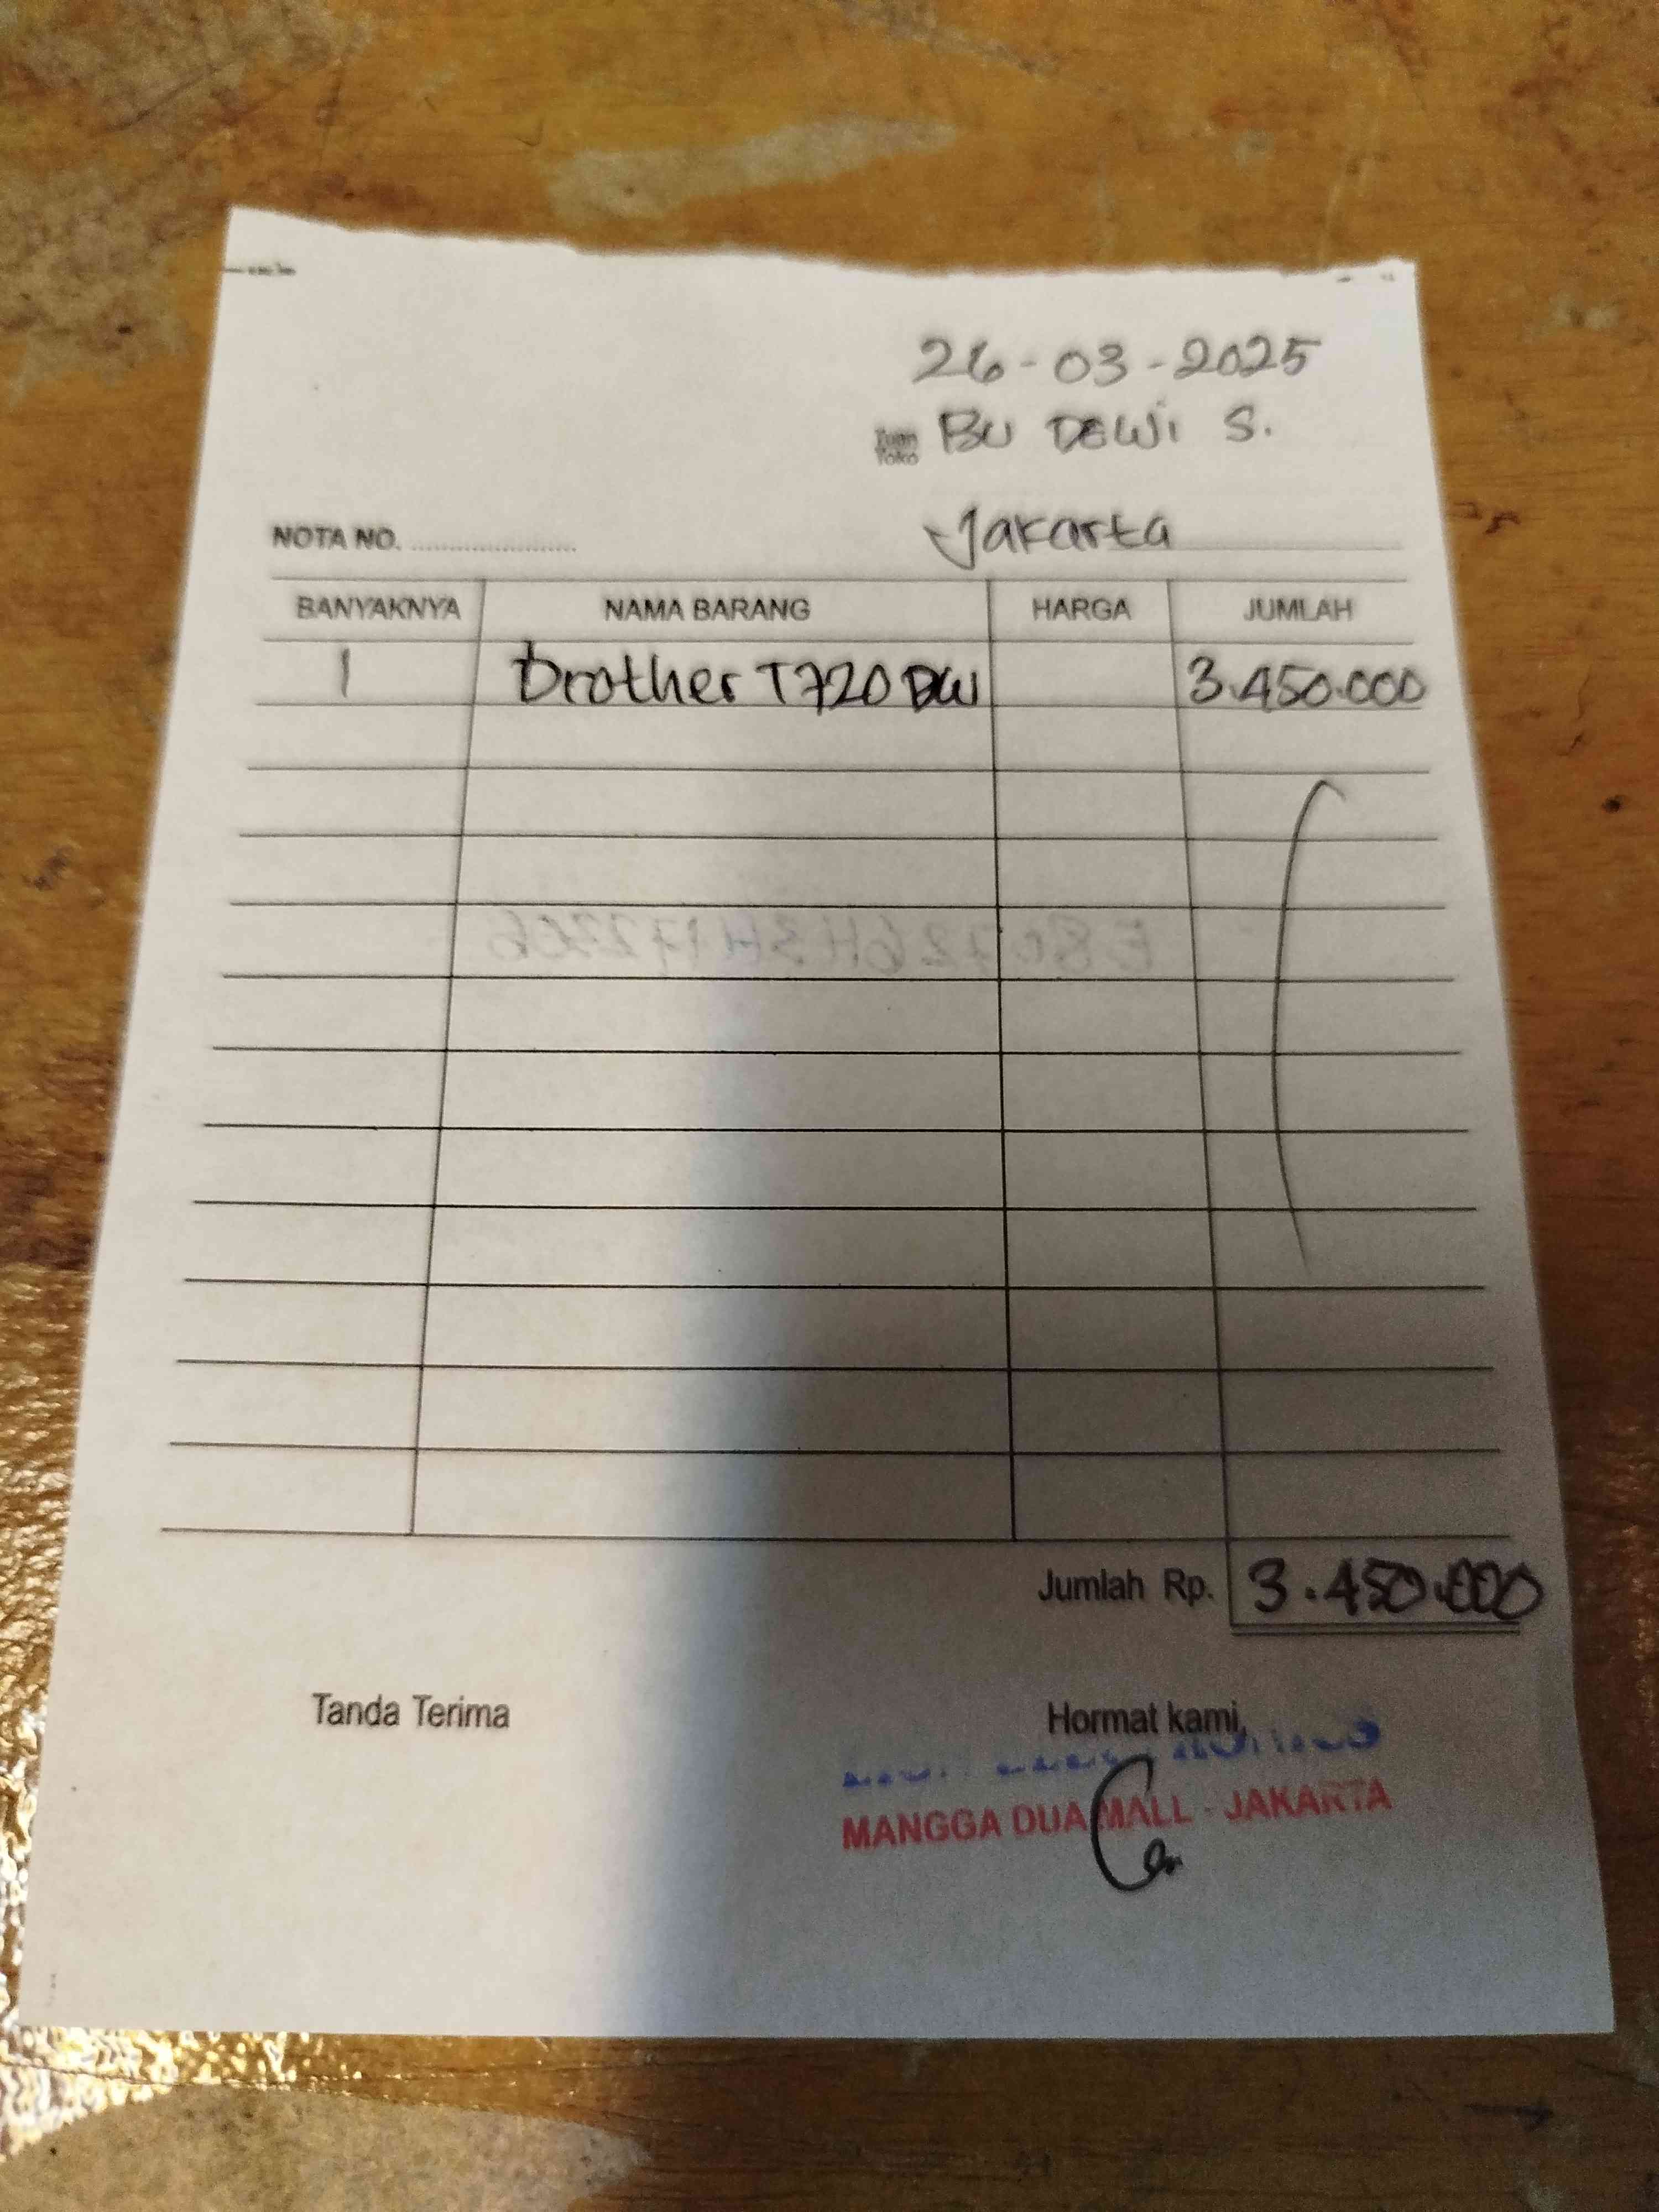 26-03-2025
Tuan BU DEWI S.
Toko
NOTA NO. Jakarta
BANYAKNYA NAMA BARANG HARGA JUMLAH
1 brother T720 DW 3.450.000
Jumlah Rp. 3.450.000
Tanda Terima Hormat kami,
MANGGA DUA MALL - JAKARTA